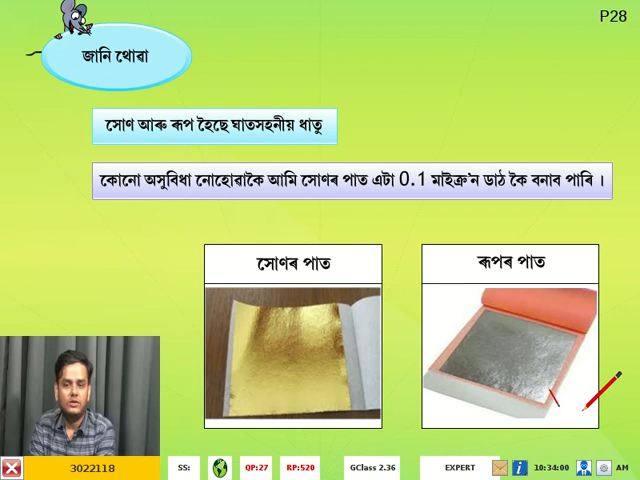 P28
জানি থোৱা
সোণ আৰু ৰূপ হৈছে ঘাতসহনীয় ধাতু
কোনো অসুবিধা নোহোৱাকৈ আমি সোণৰ পাত এটা 0.1 মাইক্ৰ'ন ডাঠ কৈ বনাব পাৰি ।
সোণৰ পাত
ৰূপৰ পাত
3022118 SS: QP:27 RP:520 GClass 2.36 EXPERT 10:34:00 AM